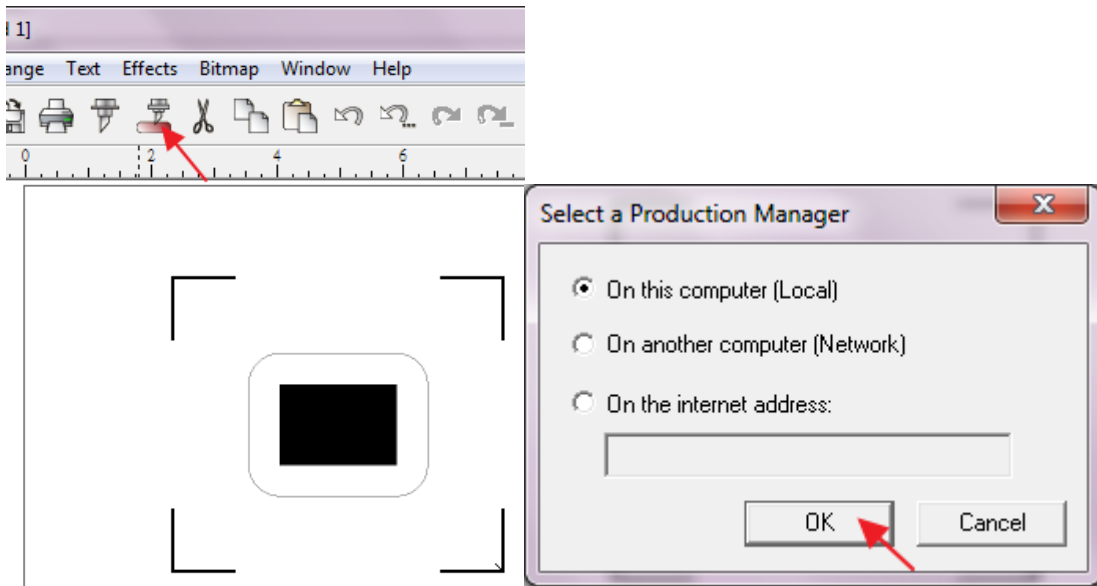 1]
ange Text Effects Bitmap Window Help
0 2 4 6
Select a Production Manager
On this computer (Local)
On another computer (Network)
On the internet address:
OK Cancel